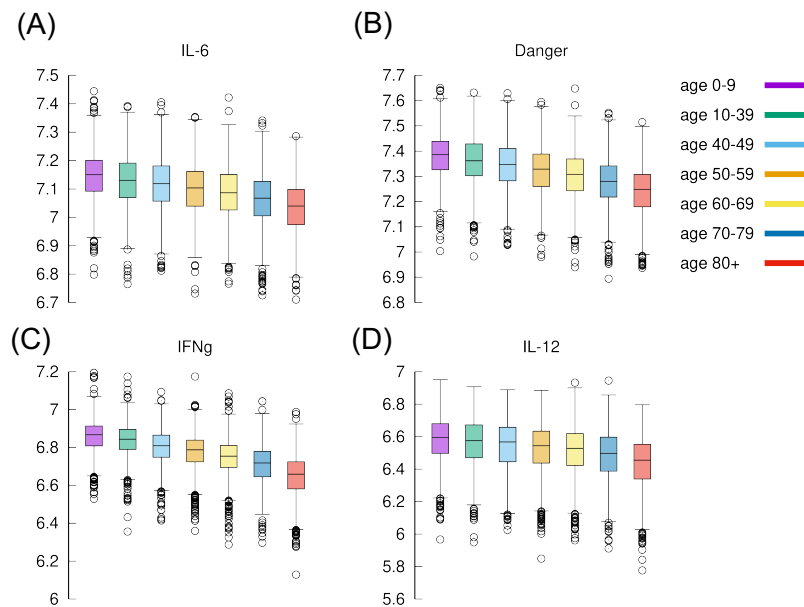 (A)
IL-6
7.5
7.4
7.3
7.2
7.1
7
6.9
6.8
6.7
(B)
Danger
7.7
7.6
7.5
7.4
7.3
7.2
7.1
7
6.9
6.8
age 0-9
age 10-39
age 40-49
age 50-59
age 60-69
age 70-79
age 80+
(C)
IFNg
7.2
7
6.8
6.6
6.4
6.2
6
(D)
IL-12
7
6.8
6.6
6.4
6.2
6
5.8
5.6